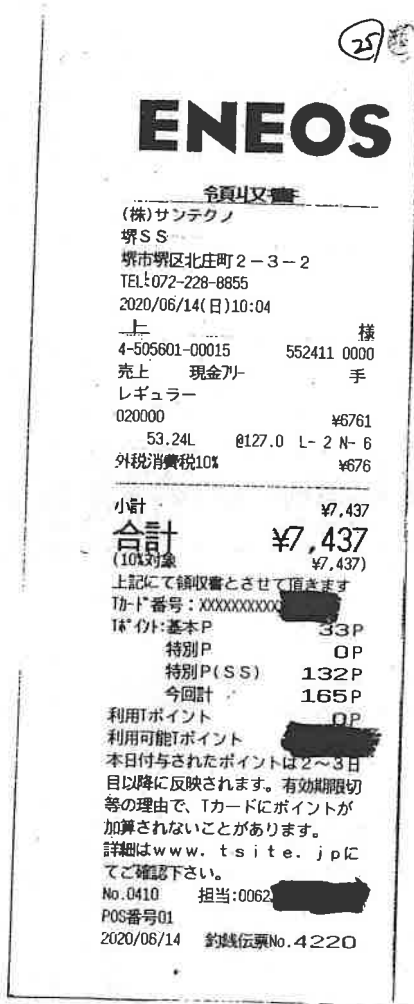 25
ENEOS
領収書
(株)サンテクノ
堺SS
堺市堺区北庄町2-3-2
TEL:072-228-8855
2020/06/14(日)10:04
上 様
4-505601-00015 552411 0000
売上 現金フリー 手
レギュラー
020000 ¥6761
53.24L @127.0 L- 2 N- 6
外税消費税10% ¥676
小計 ¥7,437
合計 ¥7,437
(10%対象 ¥7,437)
上記にて領収書とさせて頂きます
Tカード番号:XXXXXXXXXX
Tポイント:基本P 33P
特別P 0P
特別P(SS) 132P
今回計 165P
利用Tポイント 0P
利用可能Tポイント
本日付与されたポイントは2~3日
目以降に反映されます。有効期限切
等の理由で、Tカードにポイントが
加算されないことがあります。
詳細はwww.tsite.jpに
てご確認下さい。
No.0410 担当:0062
POS番号01
2020/06/14 釣銭伝票No.4220